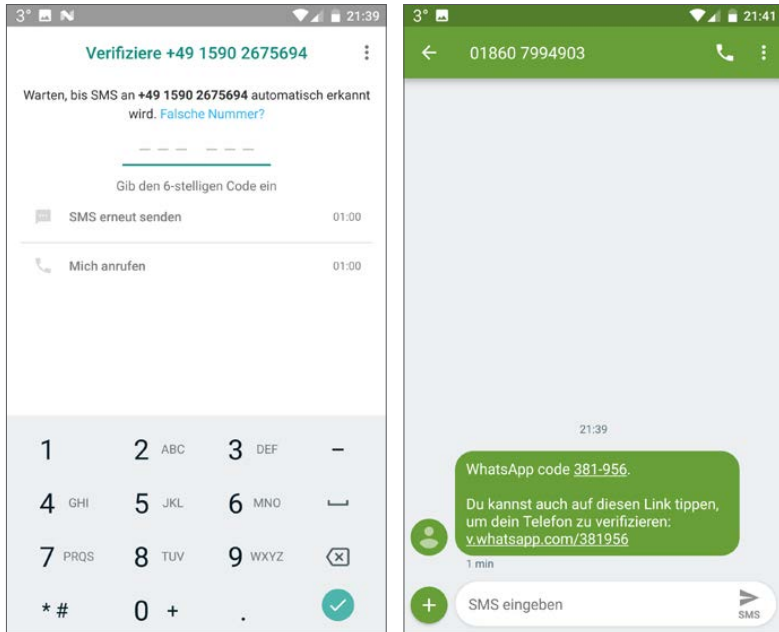 3° 21:39
Verifiziere +49 1590 2675694
Warten, bis SMS an +49 1590 2675694 automatisch erkannt
wird. Falsche Nummer?
Gib den 6-stelligen Code ein
SMS erneut senden 01:00
Mich anrufen 01:00
1 2 ABC 3 DEF –
4 GHI 5 JKL 6 MNO
7 PRQS 8 TUV 9 WXYZ
* # 0 + .
3° 21:41
01860 7994903
21:39
WhatsApp code 381-956.
Du kannst auch auf diesen Link tippen,
um dein Telefon zu verifizieren:
v.whatsapp.com/381956
1 min
SMS eingeben
SMS